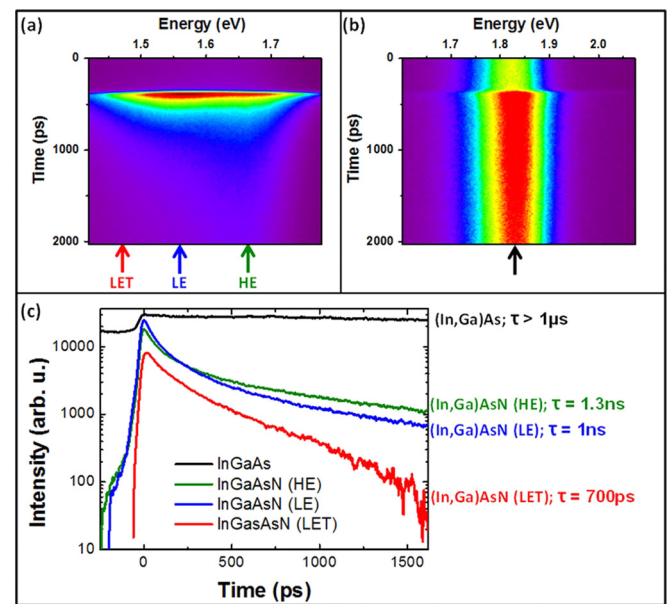 (a)
Energy (eV)
1.5 1.6 1.7
Time (ps)
0
1000
2000
LET LE HE
(b)
Energy (eV)
1.7 1.8 1.9 2.0
Time (ps)
0
1000
2000
(c)
Intensity (arb. u.)
10000
1000
100
10
InGaAs
InGaAsN (HE)
InGaAsN (LE)
InGasAsN (LET)
0 500 1000 1500
Time (ps)
(In,Ga)As; τ > 1μs
(In,Ga)AsN (HE); τ = 1.3ns
(In,Ga)AsN (LE); τ = 1ns
(In,Ga)AsN (LET); τ = 700ps